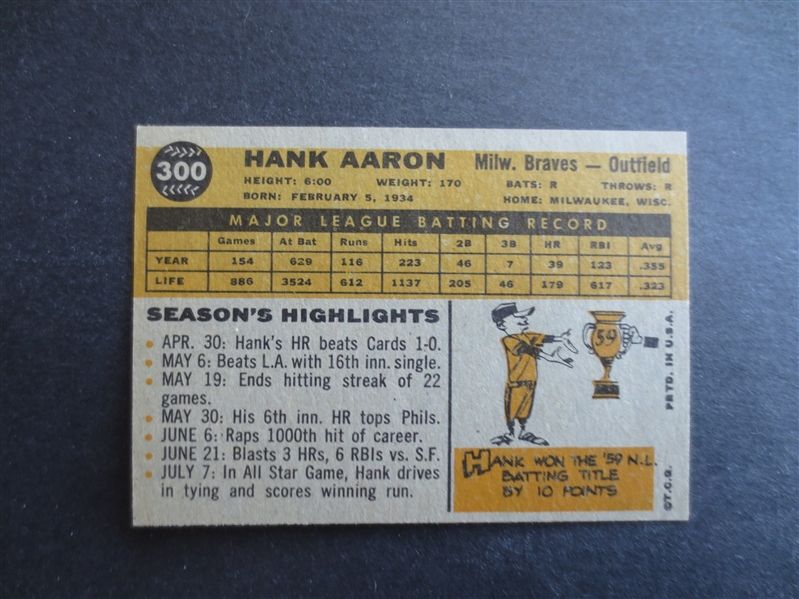 300
HANK AARON Milw. Braves — Outfield
HEIGHT: 6:00 WEIGHT: 170 BATS: R THROWS: R
BORN: FEBRUARY 5, 1934 HOME: MILWAUKEE, WISC.
MAJOR LEAGUE BATTING RECORD
Games At Bat Runs Hits 2B 3B HR RBI Avg
YEAR 154 629 116 223 46 7 39 123 .355
LIFE 886 3524 612 1137 205 46 179 617 .323
SEASON'S HIGHLIGHTS
• APR. 30: Hank's HR beats Cards 1-0.
• MAY 6: Beats L.A. with 16th inn. single.
• MAY 19: Ends hitting streak of 22
games.
• MAY 30: His 6th inn. HR tops Phils.
• JUNE 6: Raps 1000th hit of career.
• JUNE 21: Blasts 3 HRs, 6 RBIs vs. S.F.
• JULY 7: In All Star Game, Hank drives
in tying and scores winning run.
59
HANK WON THE '59 N.L.
BATTING TITLE
BY 10 POINTS
©T.C.G. PRTD. IN U.S.A.